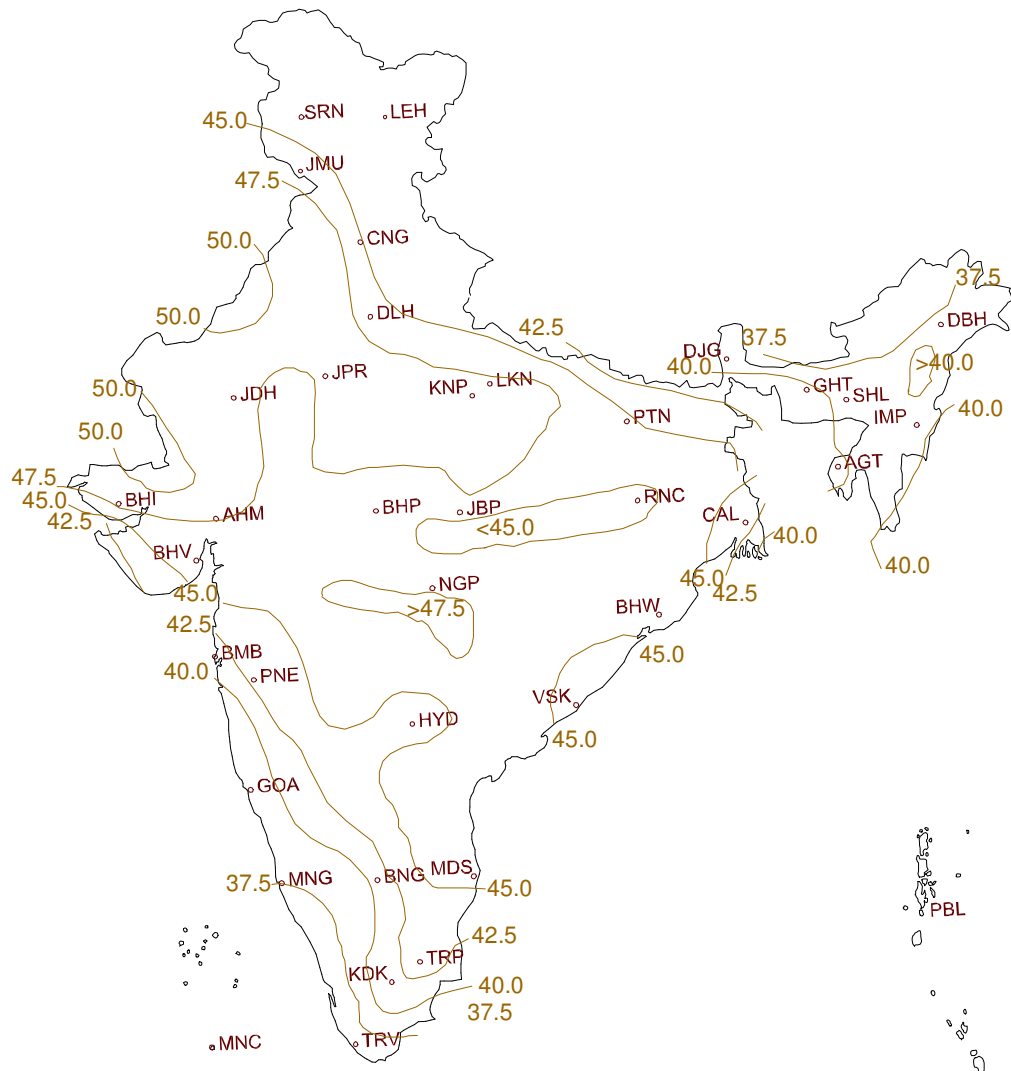 SRN
LEH
45.0
JMU
47.5
CNG
50.0
37.5
50.0
DLH
42.5
DBH
37.5
DJG
40.0
>40.0
JPR
KNP
LKN
50.0
JDH
GHT
SHL
IMP
40.0
PTN
50.0
AGT
47.5
45.0
BHI
42.5
AHM
BHP
JBP
RNC
<45.0
CAL
40.0
BHV
40.0
45.0
NGP
45.0
42.5
>47.5
BHW
42.5
BMB
45.0
40.0
PNE
VSK
HYD
45.0
GOA
MDS
37.5
MNG
BNG
45.0
PBL
42.5
TRP
KDK
40.0
37.5
MNC
TRV